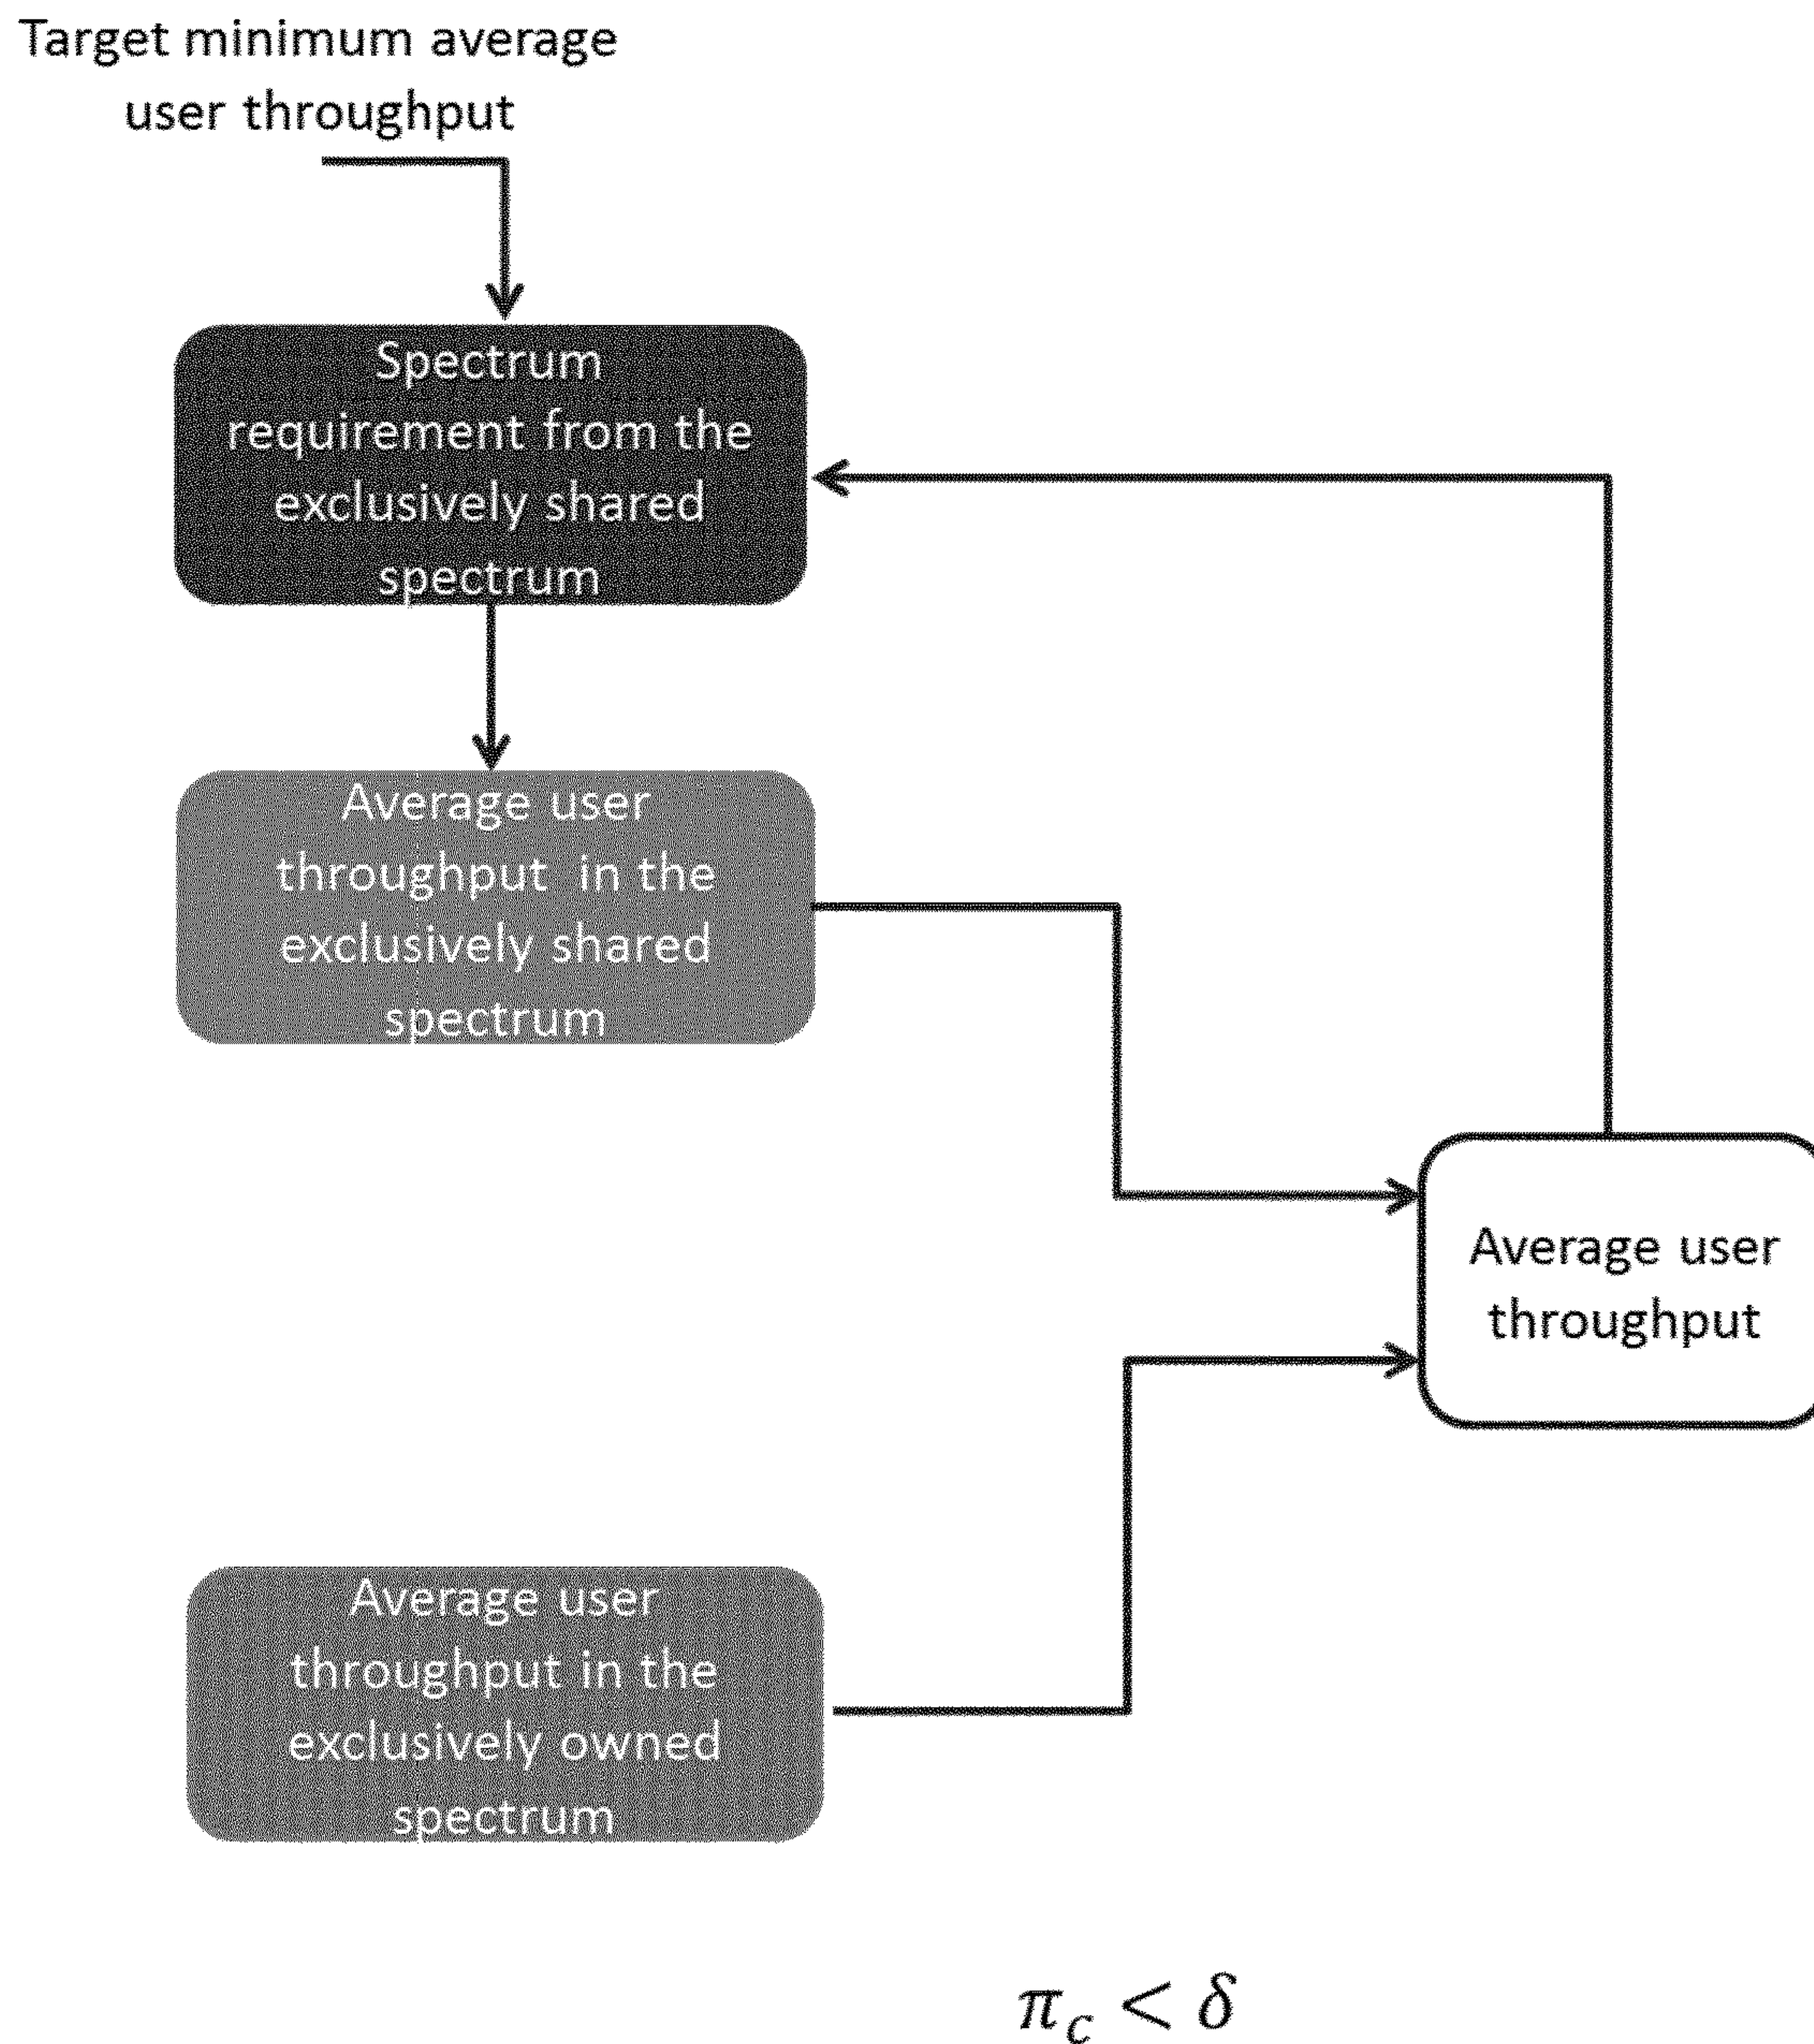 Target minimum average
user throughput
Spectrum
requirement from the
exclusively shared
spectrum
Average user
throughput in the
exclusively shared
spectrum
Average user
throughput
Average user
throughput in the
exclusively owned
spectrum
π_c < δ